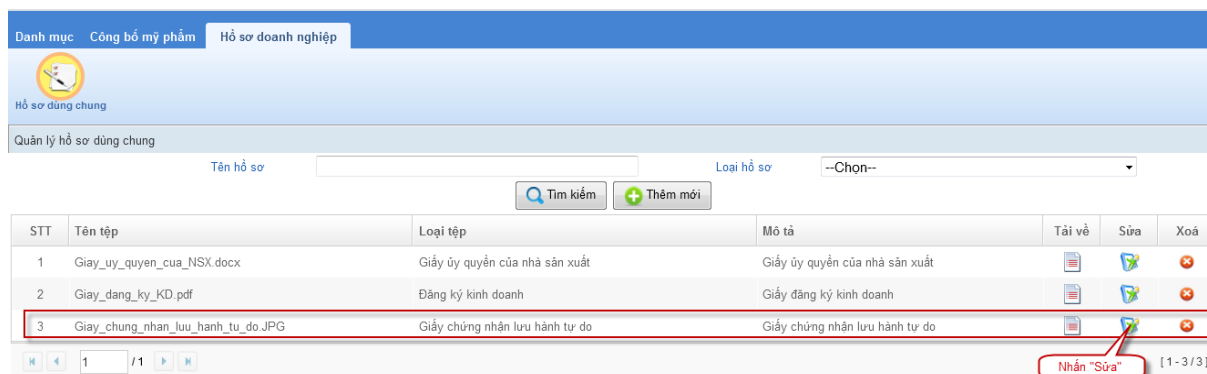 Danh mục Công bố mỹ phẩm Hồ sơ doanh nghiệp
Hồ sơ dùng chung
Quản lý hồ sơ dùng chung
Tên hồ sơ Loại hồ sơ --Chọn--
Tìm kiếm Thêm mới
STT Tên tệp Loại tệp Mô tả Tải về Sửa Xoá
1 Giay_uy_quyen_cua_NSX.docx Giấy ủy quyền của nhà sản xuất Giấy ủy quyền của nhà sản xuất
2 Giay_dang_ky_KD.pdf Đăng ký kinh doanh Giấy đăng ký kinh doanh
3 Giay_chung_nhan_luu_hanh_tu_do.JPG Giấy chứng nhận lưu hành tự do Giấy chứng nhận lưu hành tự do
1 / 1 Nhấn "Sửa" [1 - 3 / 3]